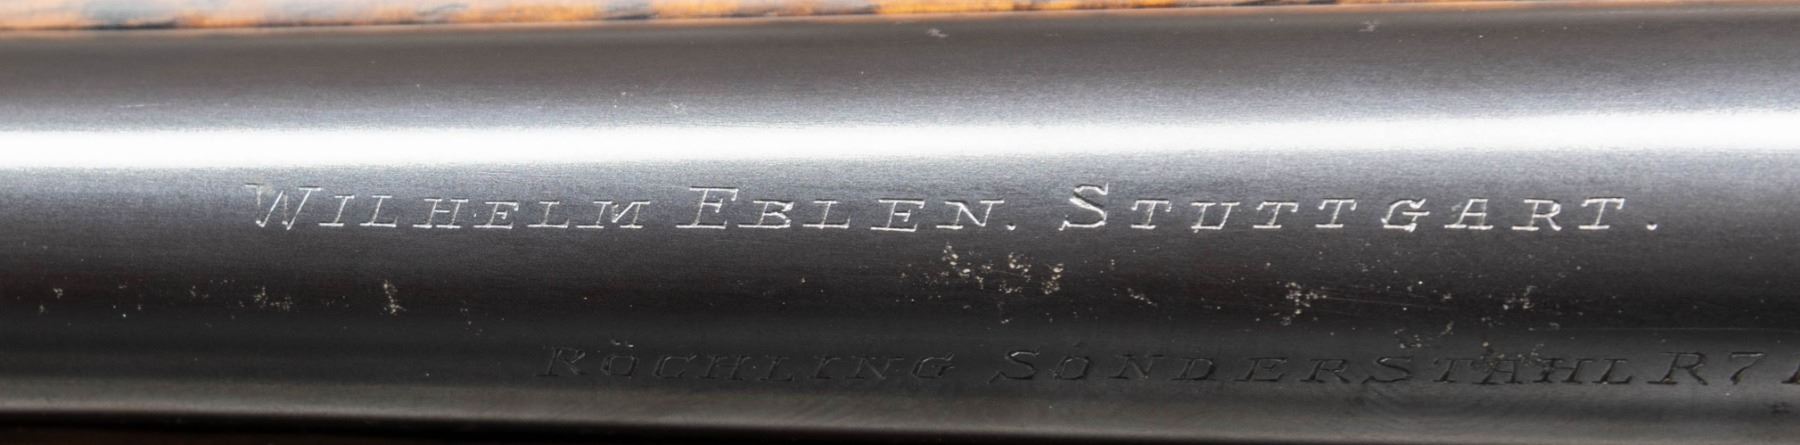 WILHELM EBLEN. STUTTGART.
RÖCHLING SONDERSTAHL R7